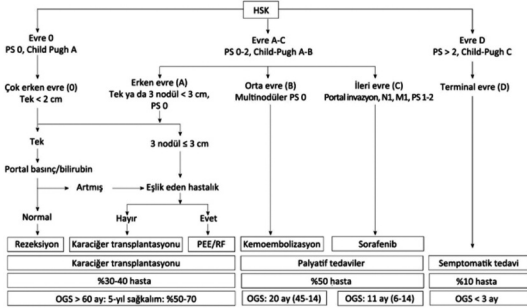 HSK
Evre 0
PS 0, Child Pugh A
Evre A-C
PS 0-2, Child-Pugh A-B
Evre D
PS > 2, Child-Pugh C
Çok erken evre (0)
Tek < 2 cm
Erken evre (A)
Tek ya da 3 nodül < 3 cm,
PS 0
Orta evre (B)
Multinodüler PS 0
İleri evre (C)
Portal invazyon, N1, M1, PS 1-2
Terminal evre (D)
Tek
3 nodül ≤ 3 cm
Portal basınç/bilirubin
Artmış
Eşlik eden hastalık
Normal
Hayır
Evet
Rezeksiyon
Karaciğer transplantasyonu
PEE/RF
Kemoembolizasyon
Sorafenib
Karaciğer transplantasyonu
Palyatif tedaviler
Semptomatik tedavi
%30-40 hasta
%50 hasta
%10 hasta
OGS > 60 ay: 5-yıl sağkalım: %50-70
OGS: 20 ay (45-14)
OGS: 11 ay (6-14)
OGS < 3 ay